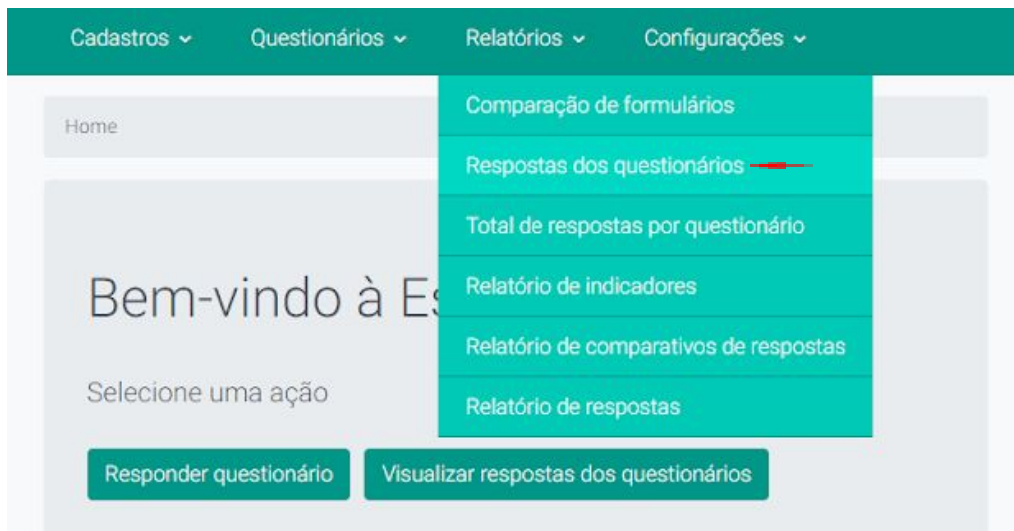 Cadastros Questionários Relatórios Configurações
Comparação de formulários
Home
Respostas dos questionários
Total de respostas por questionário
Bem-vindo à
Relatório de indicadores
Relatório de comparativos de respostas
Selecione uma ação
Relatório de respostas
Responder questionário Visualizar respostas dos questionários